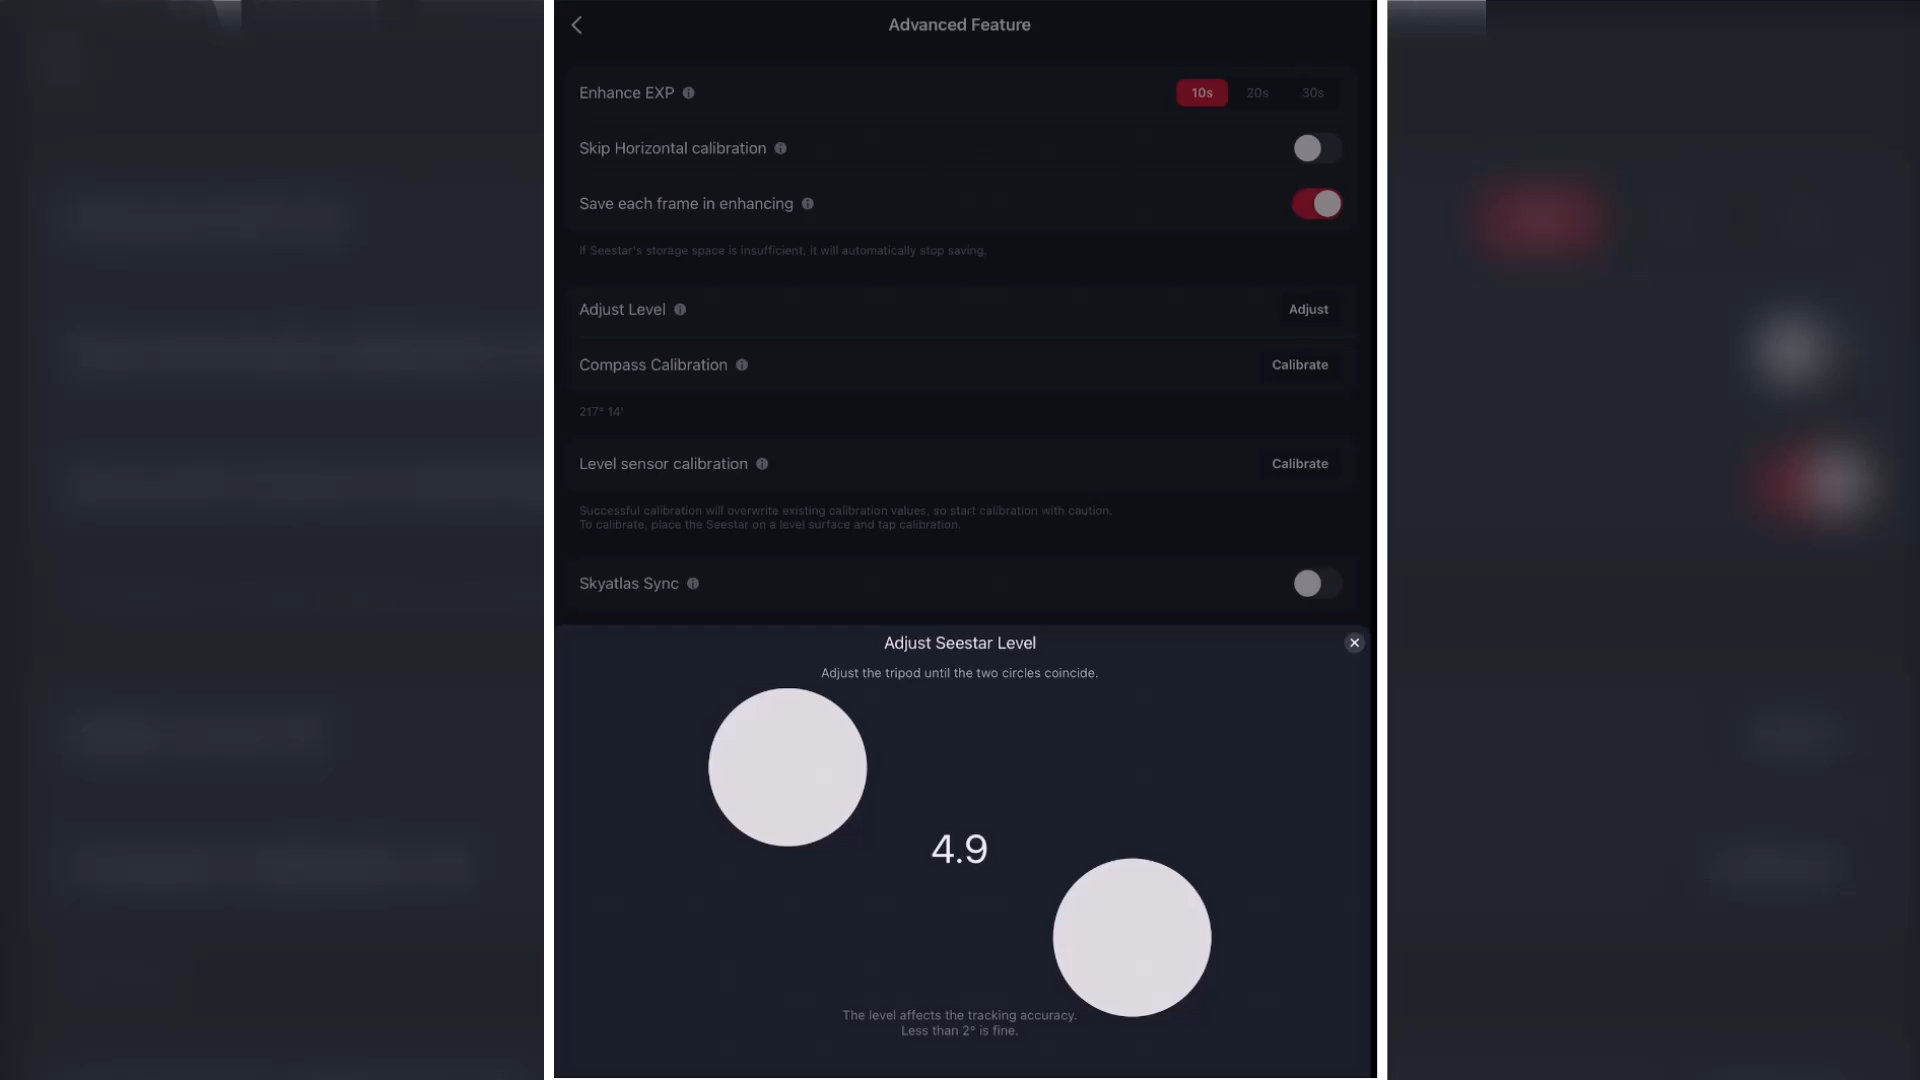 Advanced Feature
Enhance EXP
10s 20s 30s
Skip Horizontal calibration
Save each frame in enhancing
If Seestar's storage space is insufficient, it will automatically stop saving.
Adjust Level
Adjust
Compass Calibration
Calibrate
217° 14'
Level sensor calibration
Calibrate
Successful calibration will overwrite existing calibration values, so start calibration with caution.
To calibrate, place the Seestar on a level surface and tap calibration.
Skyatlas Sync
Adjust Seestar Level
Adjust the tripod until the two circles coincide.
4.9
The level affects the tracking accuracy.
Less than 2° is fine.